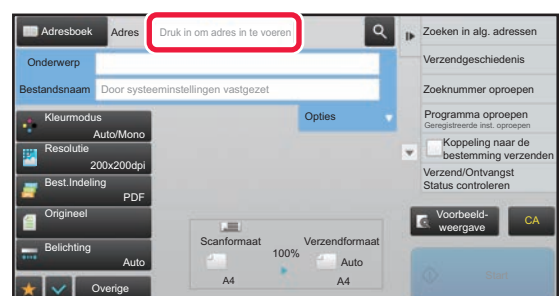 Adresboek
Adres
Druk in om adres in te voeren
Zoeken in alg. adressen
Onderwerp
Verzendgeschiedenis
Bestandsnaam
Door systeeminstellingen vastgezet
Zoeknummer oproepen
Kleurmodus
Auto/Mono
Opties
Programma oproepen
Geregistreerde inst. oproepen
Resolutie
200x200dpi
Koppeling naar de
bestemming verzenden
Best.Indeling
PDF
Verzend/Ontvangst
Status controleren
Origineel
Voorbeeld-
weergave
CA
Belichting
Auto
Scanformaat
A4
100%
Verzendformaat
Auto
A4
Overige
Start